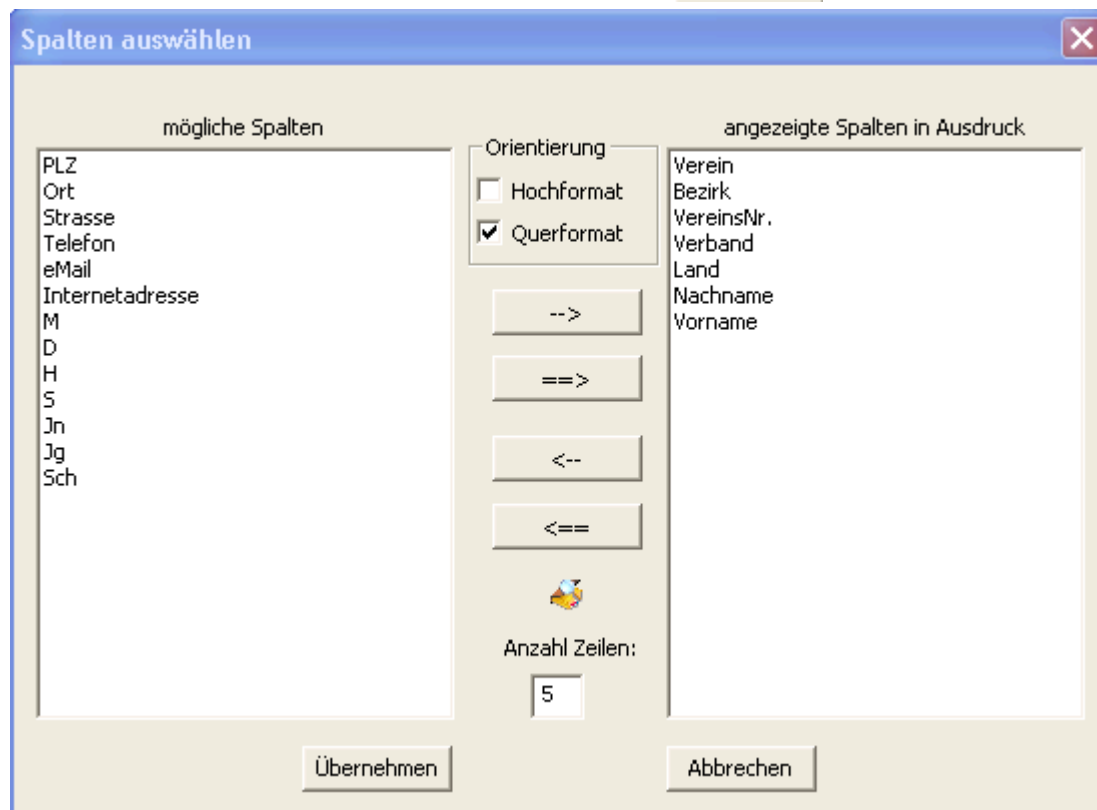 Spalten auswählen
mögliche Spalten
PLZ
Ort
Strasse
Telefon
eMail
Internetadresse
M
D
H
S
Jn
Jg
Sch
Orientierung
Hochformat
Querformat
-->
==>
<--
<==
Anzahl Zeilen:
5
angezeigte Spalten in Ausdruck
Verein
Bezirk
VereinsNr.
Verband
Land
Nachname
Vorname
Übernehmen
Abbrechen